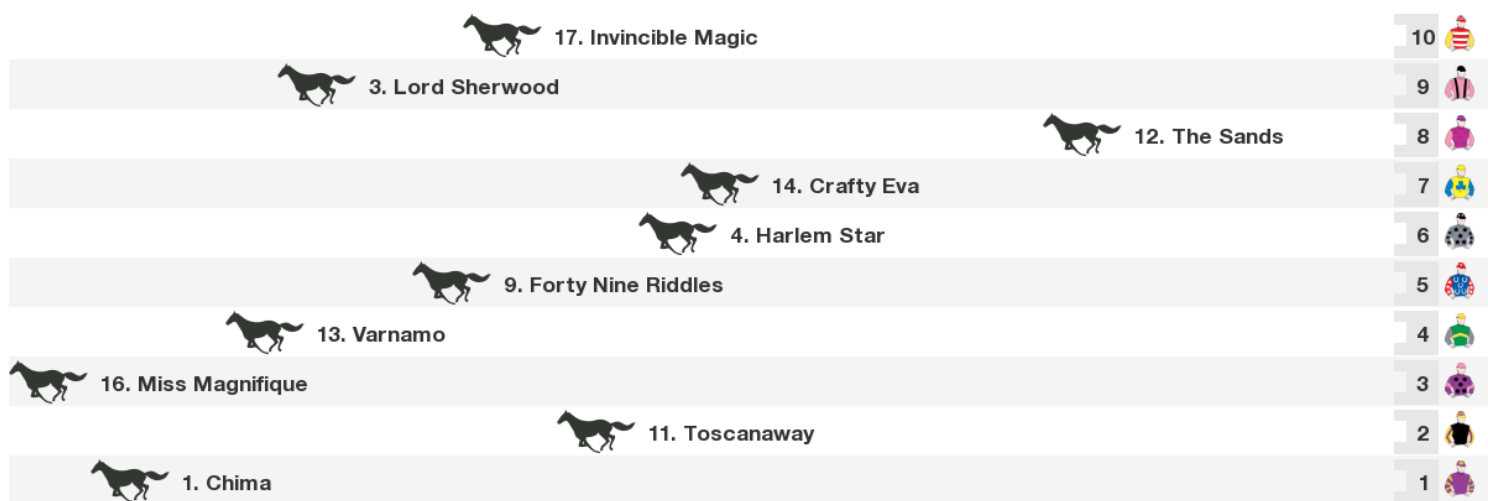 17. Invincible Magic 10
3. Lord Sherwood 9
12. The Sands 8
14. Crafty Eva 7
4. Harlem Star 6
9. Forty Nine Riddles 5
13. Varnamo 4
16. Miss Magnifique 3
11. Toscanaway 2
1. Chima 1